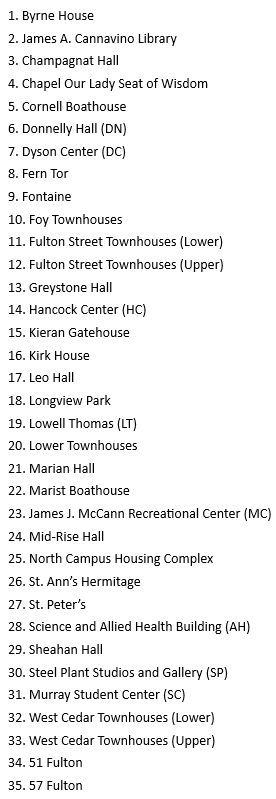 1. Byrne House
2. James A. Cannavino Library
3. Champagnat Hall
4. Chapel Our Lady Seat of Wisdom
5. Cornell Boathouse
6. Donnelly Hall (DN)
7. Dyson Center (DC)
8. Fern Tor
9. Fontaine
10. Foy Townhouses
11. Fulton Street Townhouses (Lower)
12. Fulton Street Townhouses (Upper)
13. Greystone Hall
14. Hancock Center (HC)
15. Kieran Gatehouse
16. Kirk House
17. Leo Hall
18. Longview Park
19. Lowell Thomas (LT)
20. Lower Townhouses
21. Marian Hall
22. Marist Boathouse
23. James J. McCann Recreational Center (MC)
24. Mid-Rise Hall
25. North Campus Housing Complex
26. St. Ann’s Hermitage
27. St. Peter’s
28. Science and Allied Health Building (AH)
29. Sheahan Hall
30. Steel Plant Studios and Gallery (SP)
31. Murray Student Center (SC)
32. West Cedar Townhouses (Lower)
33. West Cedar Townhouses (Upper)
34. 51 Fulton
35. 57 Fulton